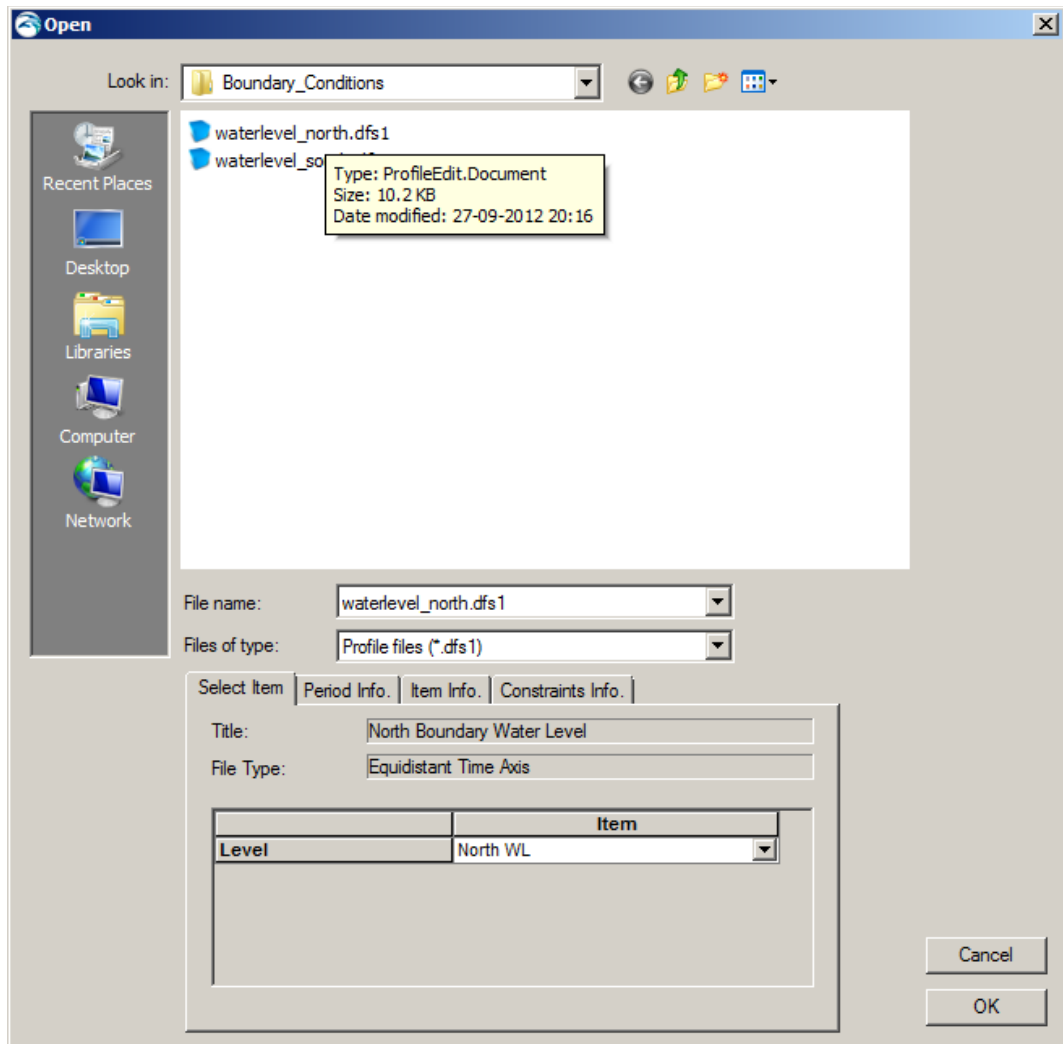 Open
Look in: Boundary_Conditions
waterlevel_north.dfs1
Type: ProfileEdit.Document
Size: 10.2 KB
Date modified: 27-09-2012 20:16
Recent Places
Desktop
Libraries
Computer
Network
File name: waterlevel_north.dfs1
Files of type: Profile files (*.dfs1)
Select Item Period Info. Item Info. Constraints Info.
Title: North Boundary Water Level
File Type: Equidistant Time Axis
Item
Level North WL
Cancel
OK